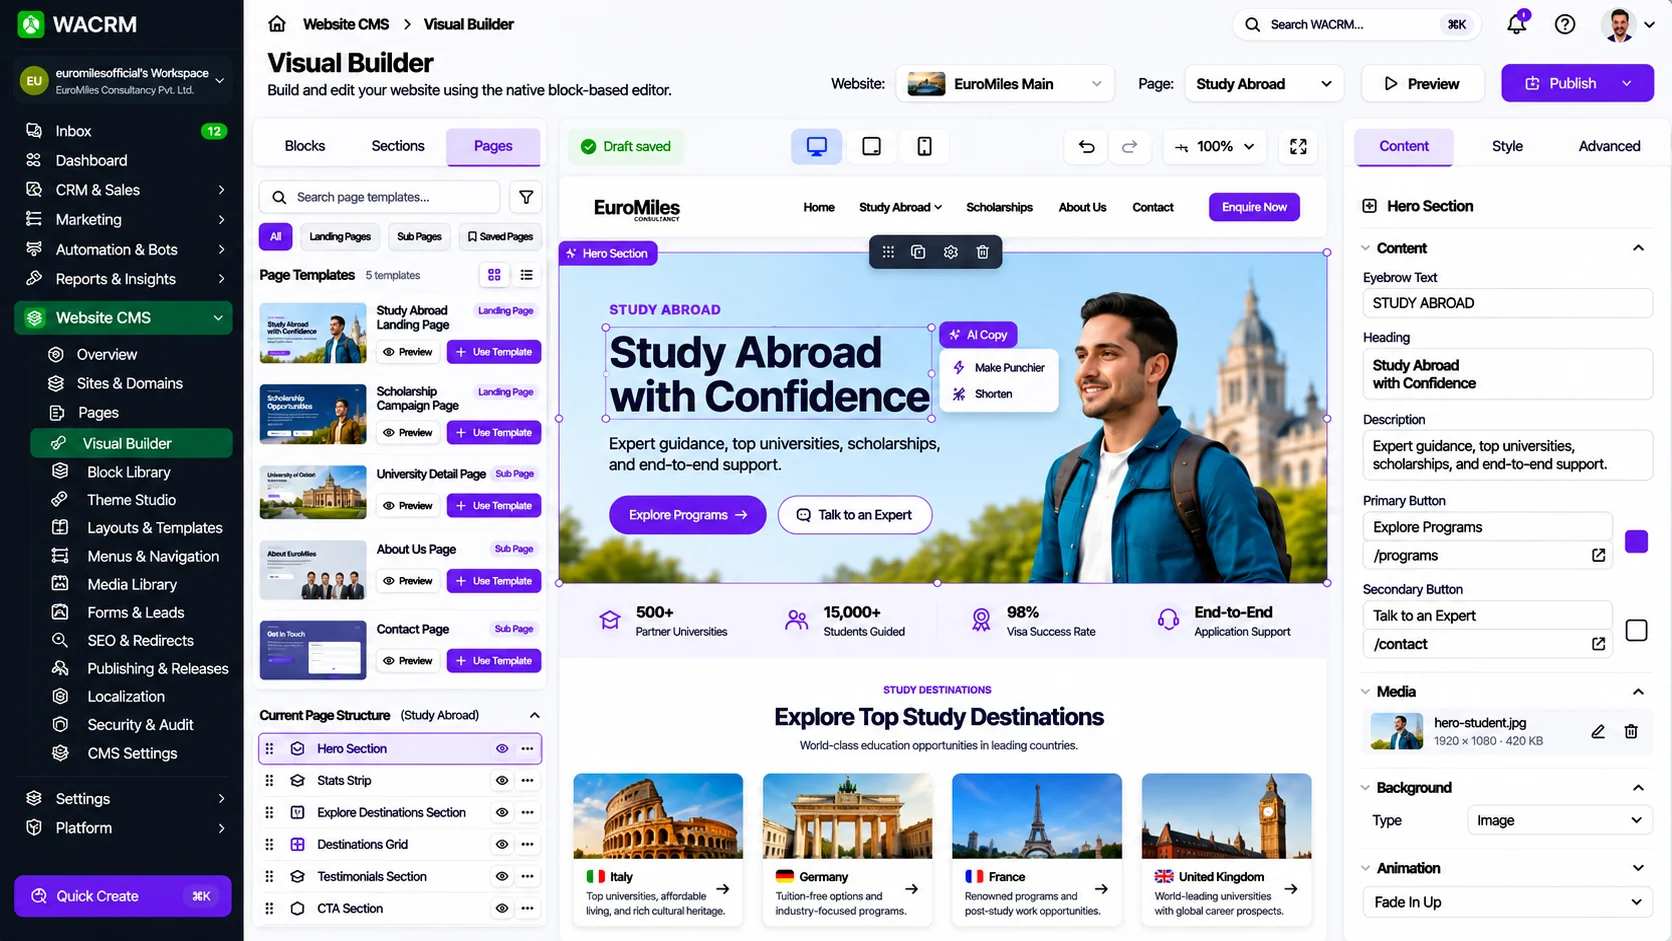 WACRM
EU
euromilesofficial's Workspace
EuroMiles Consultancy Pvt. Ltd.
Inbox
12
Dashboard
CRM & Sales
Marketing
Automation & Bots
Reports & Insights
Website CMS
Overview
Sites & Domains
Pages
Visual Builder
Block Library
Theme Studio
Layouts & Templates
Menus & Navigation
Media Library
Forms & Leads
SEO & Redirects
Publishing & Releases
Localization
Security & Audit
CMS Settings
Settings
Platform
Quick Create
⌘K
Website CMS
Visual Builder
Search WACRM...
⌘K
Visual Builder
Build and edit your website using the native block-based editor.
Website:
EuroMiles Main
Page:
Study Abroad
Preview
Publish
Blocks
Sections
Pages
Search page templates...
All
Landing Pages
Sub Pages
Saved Pages
Page Templates
5 templates
Study Abroad
with Confidence
Study Abroad
Landing Page
Landing Page
Preview
Use Template
Scholarship
Opportunities
Scholarship
Campaign Page
Landing Page
Preview
Use Template
University Detail Page
Sub Page
Preview
Use Template
About EuroMiles
About Us Page
Sub Page
Preview
Use Template
Get In Touch
Contact Page
Sub Page
Preview
Use Template
Current Page Structure
(Study Abroad)
Hero Section
Stats Strip
Explore Destinations Section
Destinations Grid
Testimonials Section
CTA Section
Draft saved
100%
EuroMiles
CONSULTANCY
Home
Study Abroad
Scholarships
About Us
Contact
Enquire Now
Hero Section
STUDY ABROAD
Study Abroad
with Confidence
AI Copy
Make Punchier
Shorten
Expert guidance, top universities, scholarships,
and end-to-end support.
Explore Programs
Talk to an Expert
500+
Partner Universities
15,000+
Students Guided
98%
Visa Success Rate
End-to-End
Application Support
STUDY DESTINATIONS
Explore Top Study Destinations
World-class education opportunities in leading countries.
Italy
Top universities, affordable
living, and rich cultural heritage.
Germany
Tuition-free options and
industry-focused programs.
France
Renowned programs and
post-study work opportunities.
United Kingdom
World-leading universities
with global career prospects.
Content
Style
Advanced
Hero Section
Content
Eyebrow Text
STUDY ABROAD
Heading
Study Abroad
with Confidence
Description
Expert guidance, top universities,
scholarships, and end-to-end support.
Primary Button
Explore Programs
/programs
Secondary Button
Talk to an Expert
/contact
Media
hero-student.jpg
1920 × 1080 · 420 KB
Background
Type
Image
Animation
Fade In Up